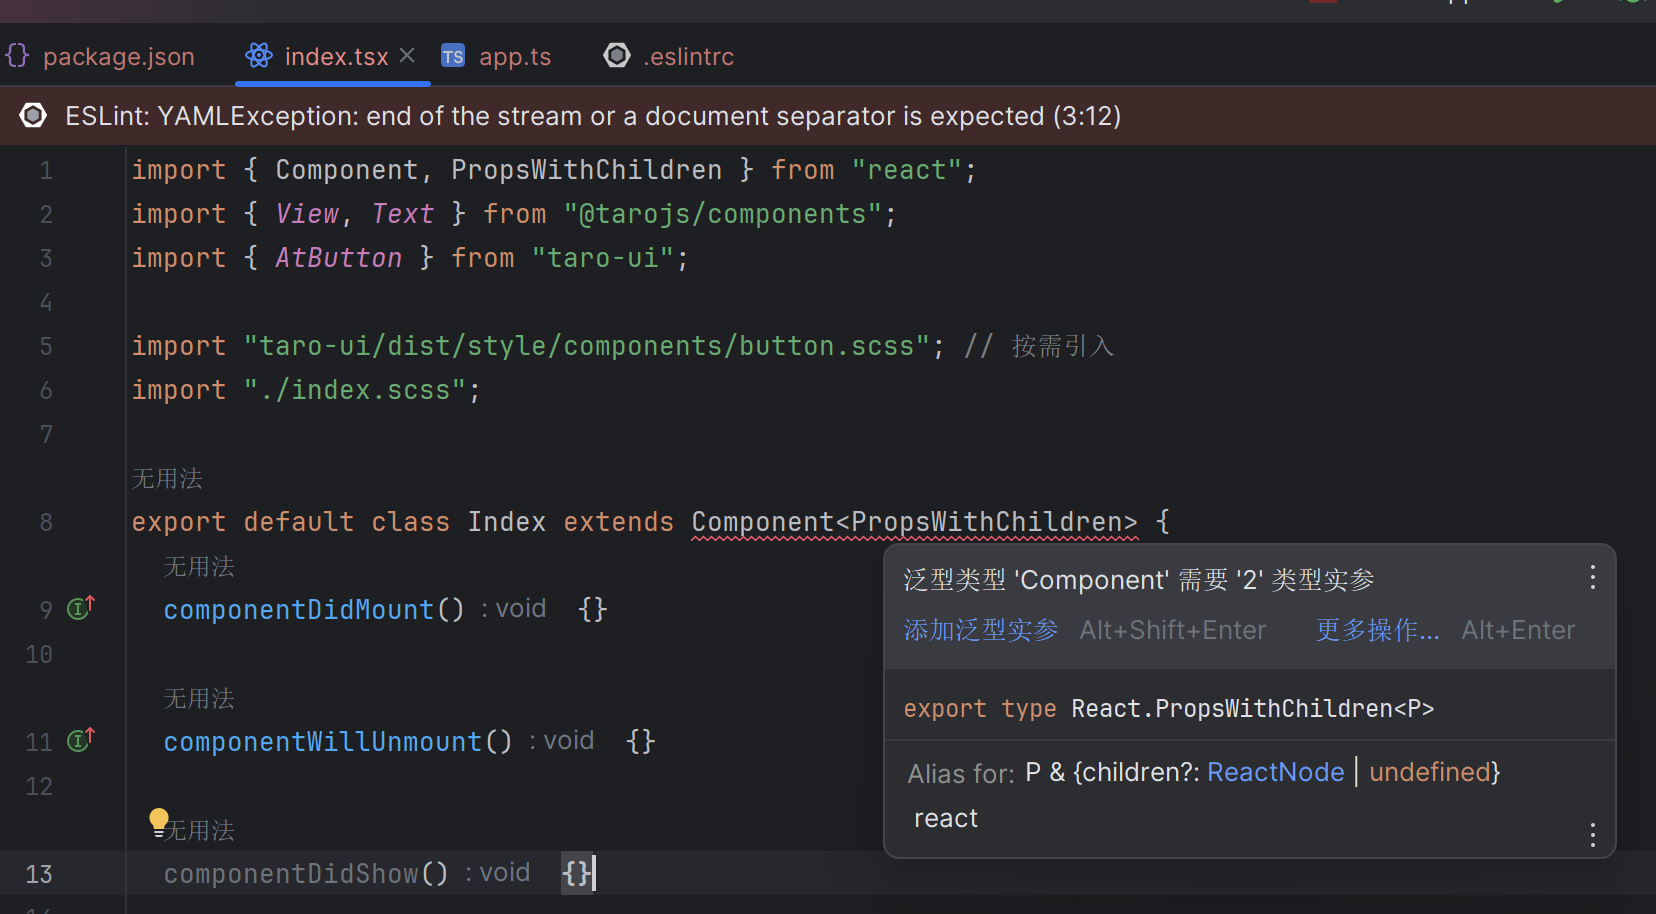 package.json index.tsx app.ts .eslintrc
ESLint: YAMLException: end of the stream or a document separator is expected (3:12)
1 import { Component, PropsWithChildren } from "react";
2 import { View, Text } from "@tarojs/components";
3 import { AtButton } from "taro-ui";
4
5 import "taro-ui/dist/style/components/button.scss"; // 按需引入
6 import "./index.scss";
7
无用法
8 export default class Index extends Component<PropsWithChildren> {
无用法
9 componentDidMount() : void {}
10
无用法
11 componentWillUnmount() : void {}
12
无用法
13 componentDidShow() : void {}
泛型类型 'Component' 需要 '2' 类型实参
添加泛型实参 Alt+Shift+Enter 更多操作... Alt+Enter
export type React.PropsWithChildren<P>
Alias for: P & {children?: ReactNode | undefined}
react